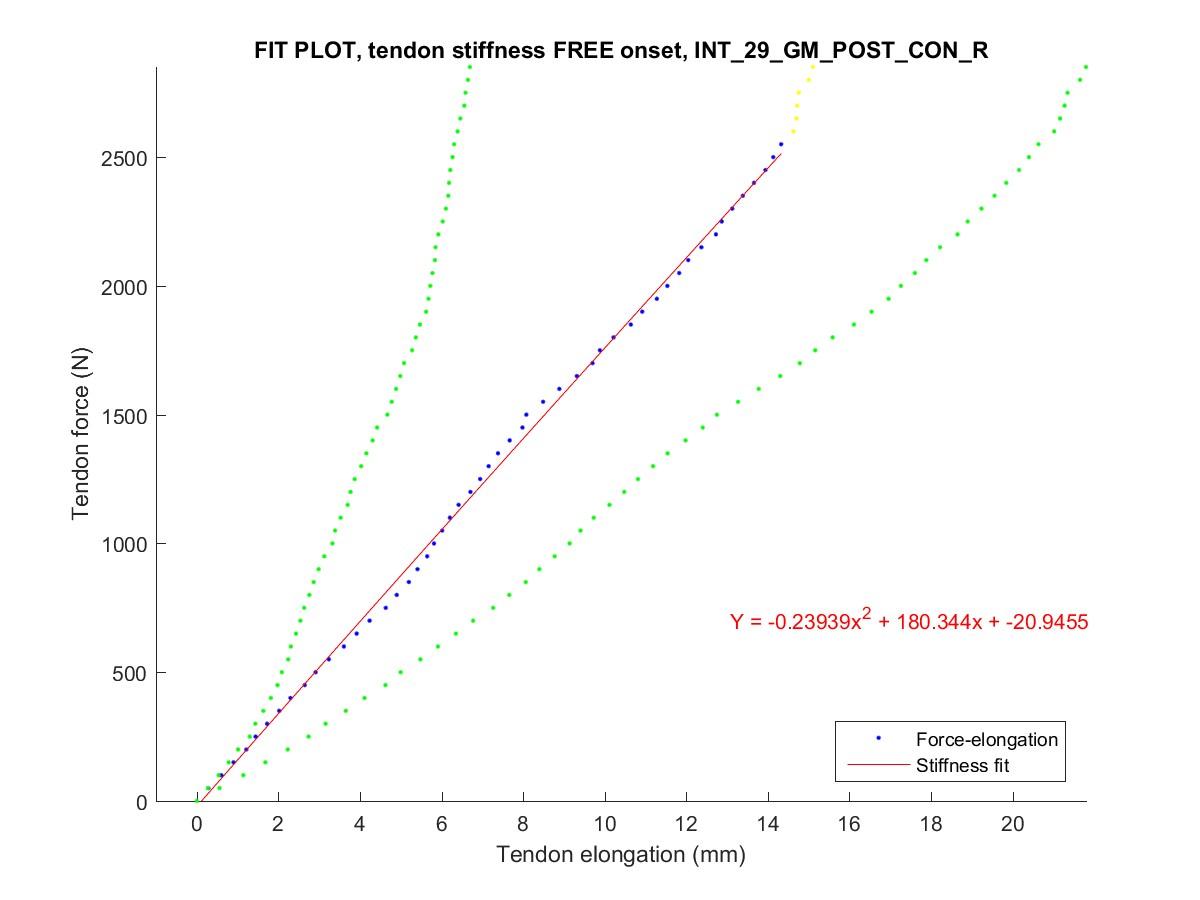 FIT PLOT, tendon stiffness FREE onset, INT_29_GM_POST_CON_R
2500
2000
1500
1000
500
0
Tendon force (N)
Y = -0.23939x² + 180.344x + -20.9455
Force-elongation
Stiffness fit
0 2 4 6 8 10 12 14 16 18 20
Tendon elongation (mm)